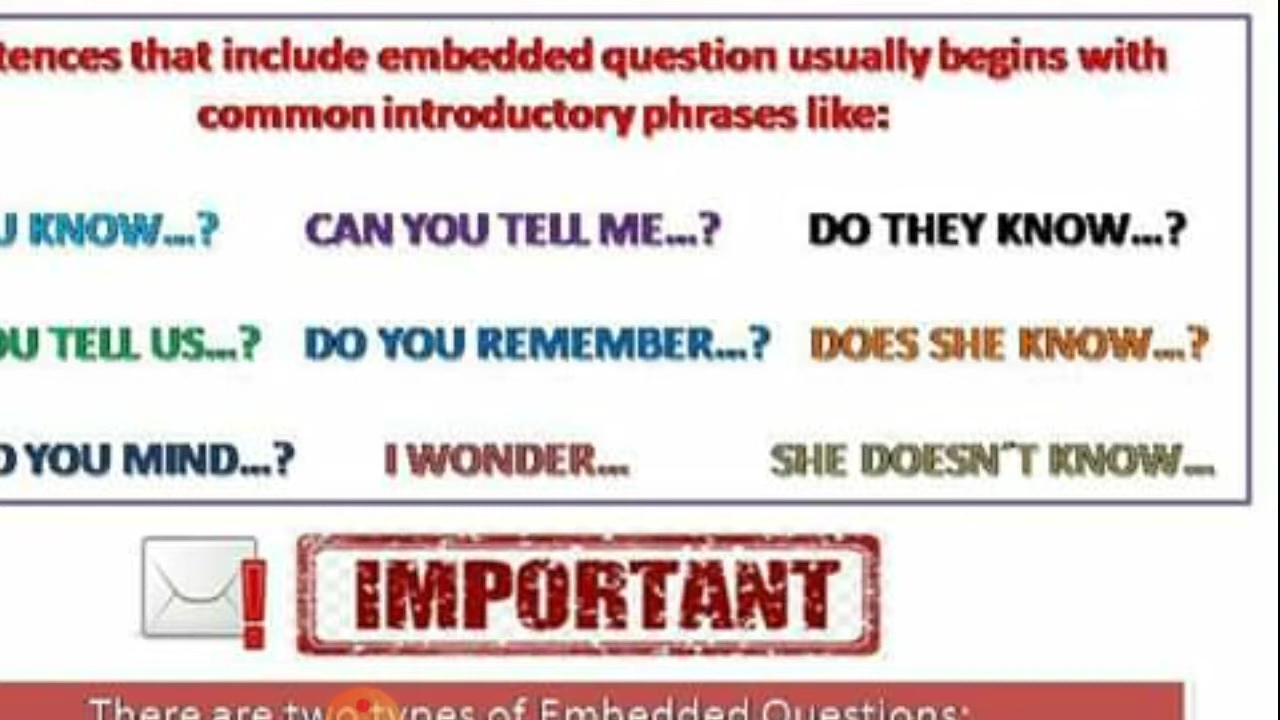 tences that include embedded question usually begins with
common introductory phrases like:
U KNOW...? CAN YOU TELL ME...? DO THEY KNOW...?
OU TELL US...? DO YOU REMEMBER...? DOES SHE KNOW...?
D YOU MIND...? I WONDER... SHE DOESN´T KNOW...
IMPORTANT
There are two types of Embedded Questions: